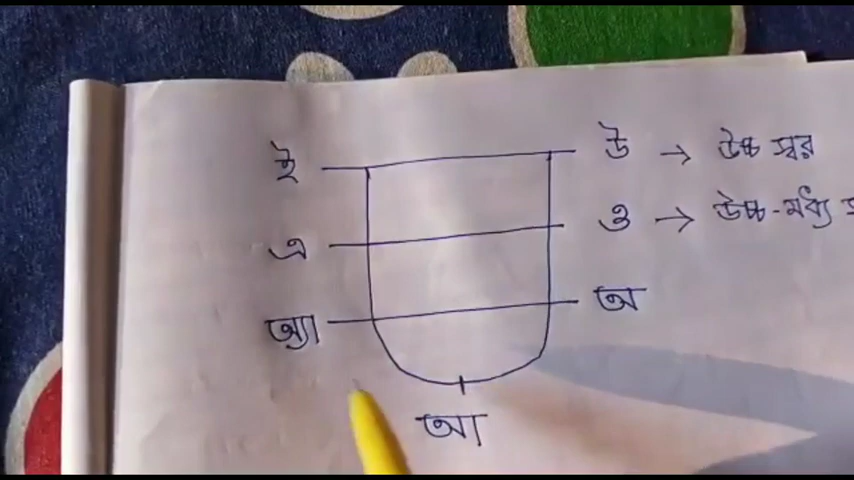 ই উ → উচ্চ স্বর
এ ও → উচ্চ-মধ্য
অ্যা অ
আ